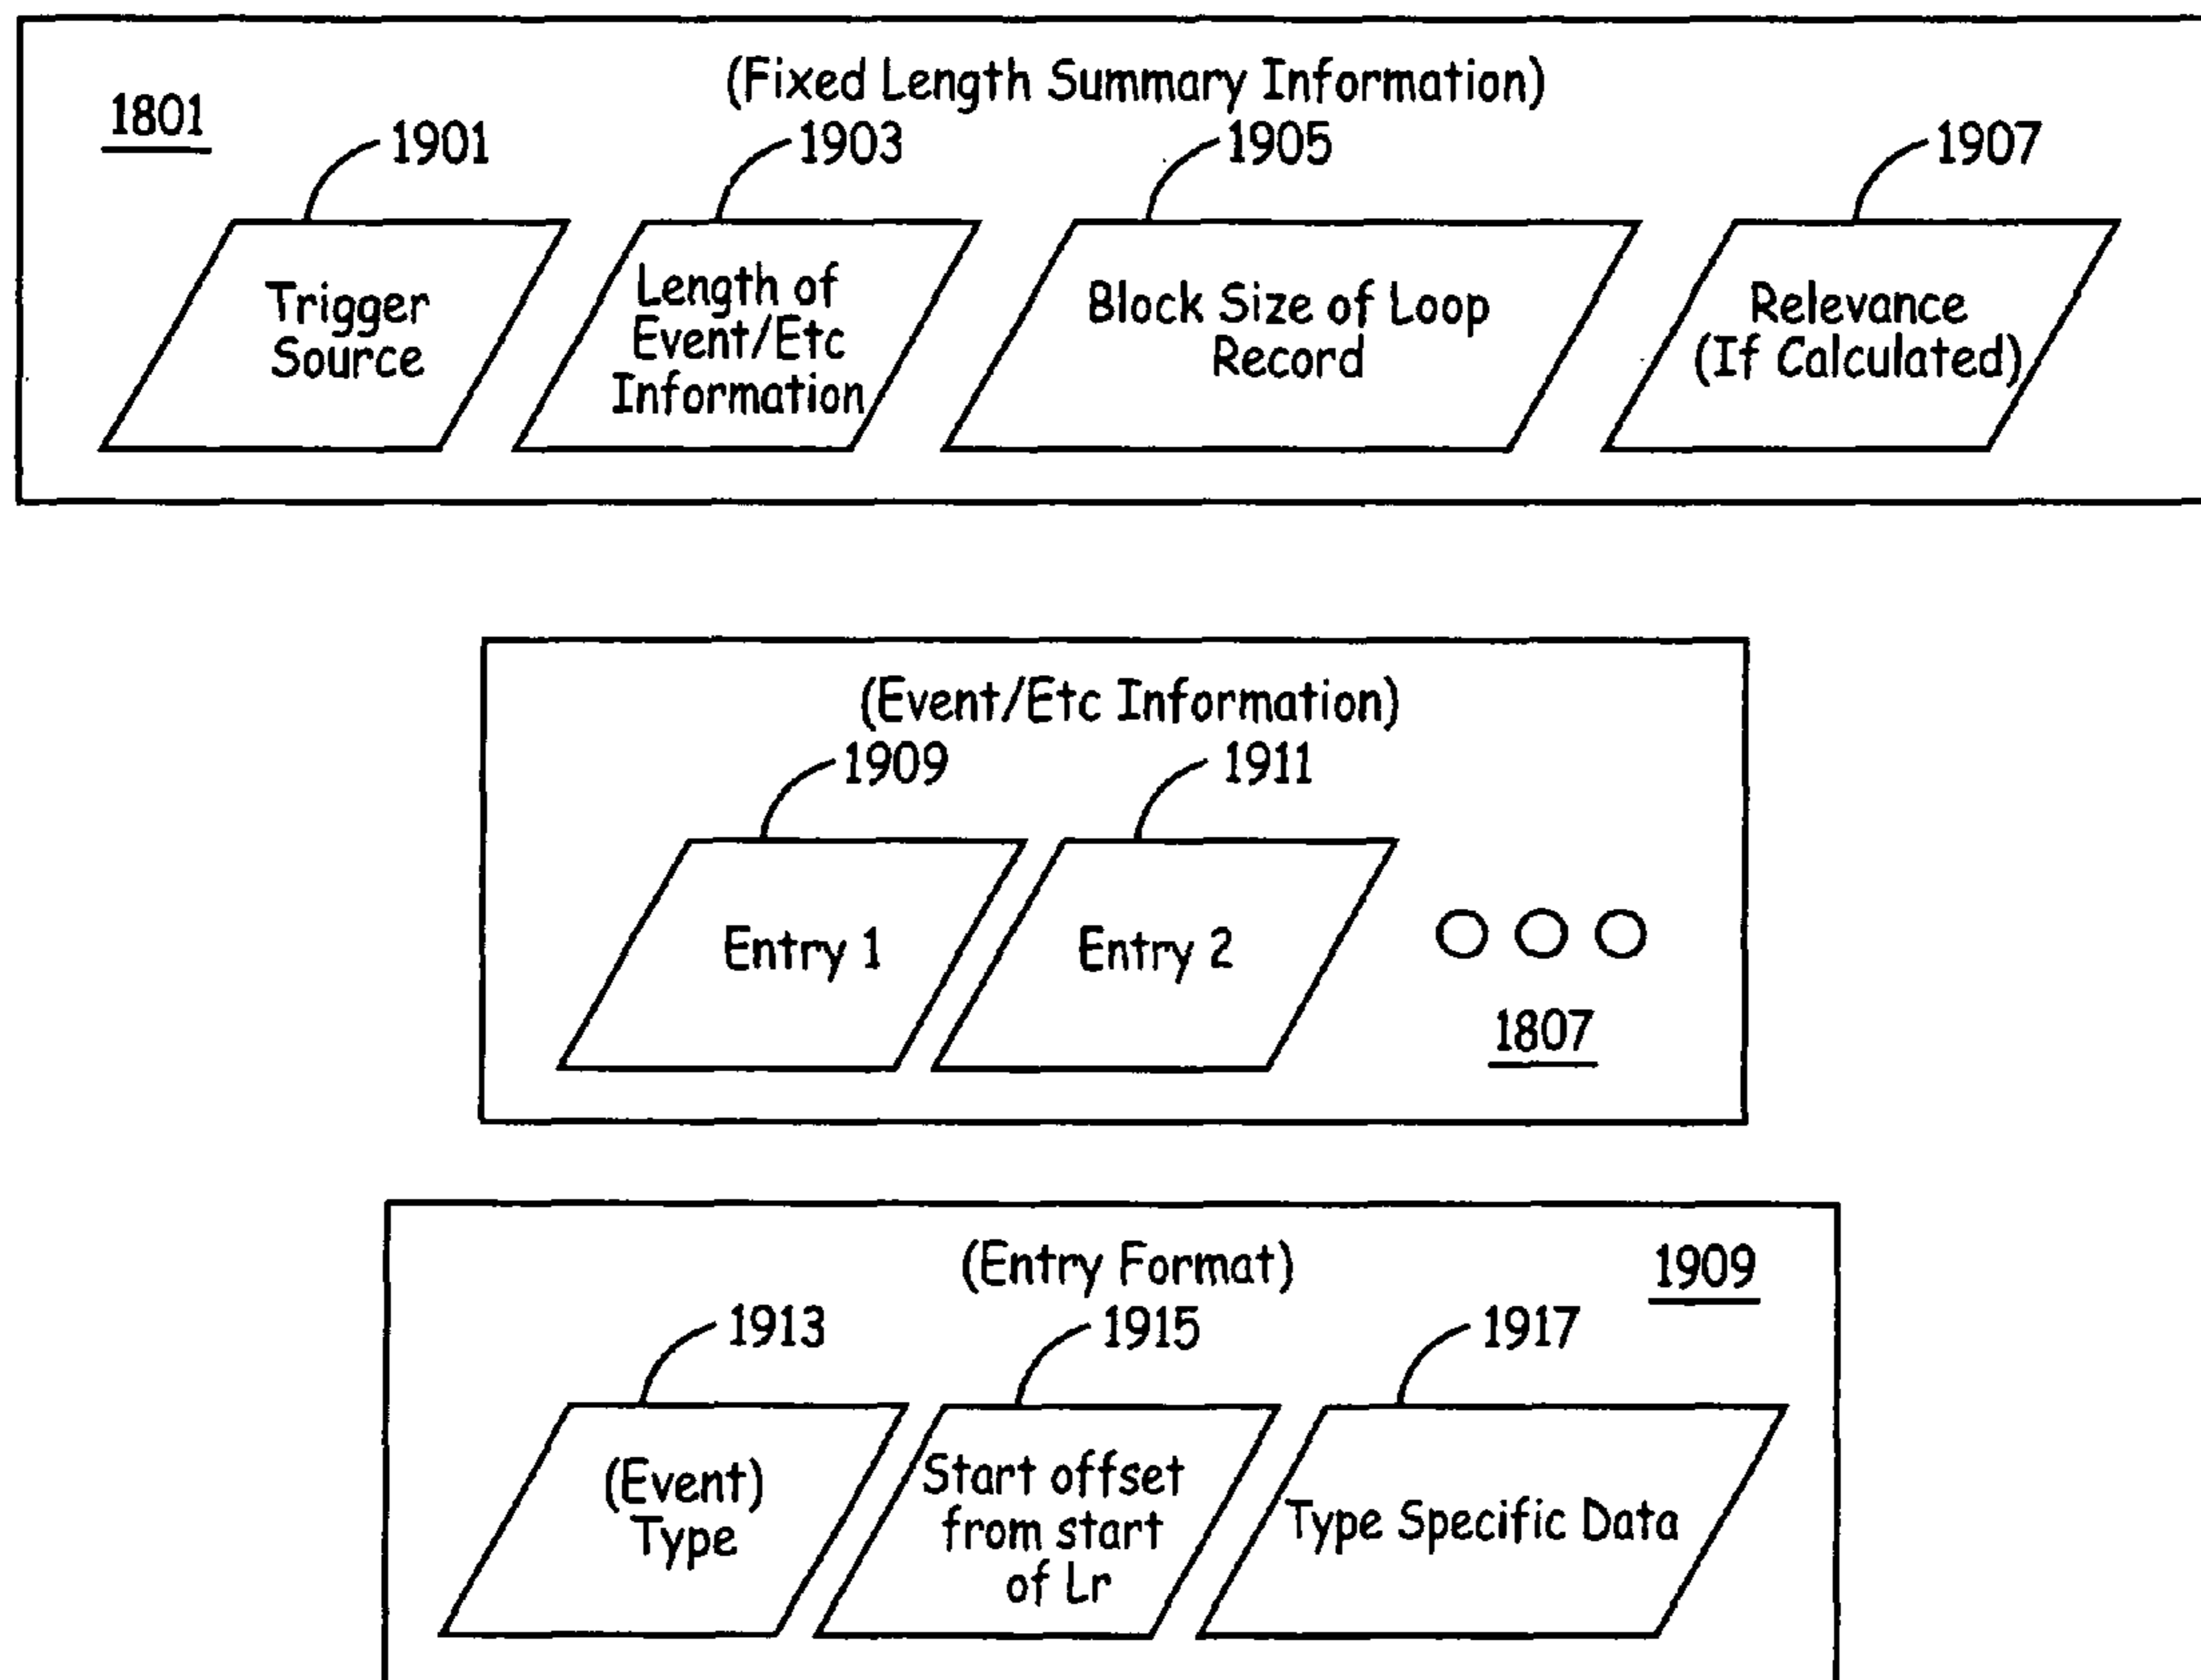 (Fixed Length Summary Information)
1801
1901
1903
1905
1907
Trigger
Source
Length of
Event/Etc
Information
Block Size of Loop
Record
Relevance
(If Calculated)
(Event/Etc Information)
1909
1911
Entry 1
Entry 2
1807
(Entry Format)
1909
1913
1915
1917
(Event)
Type
Start offset
from start
of Lr
Type Specific Data